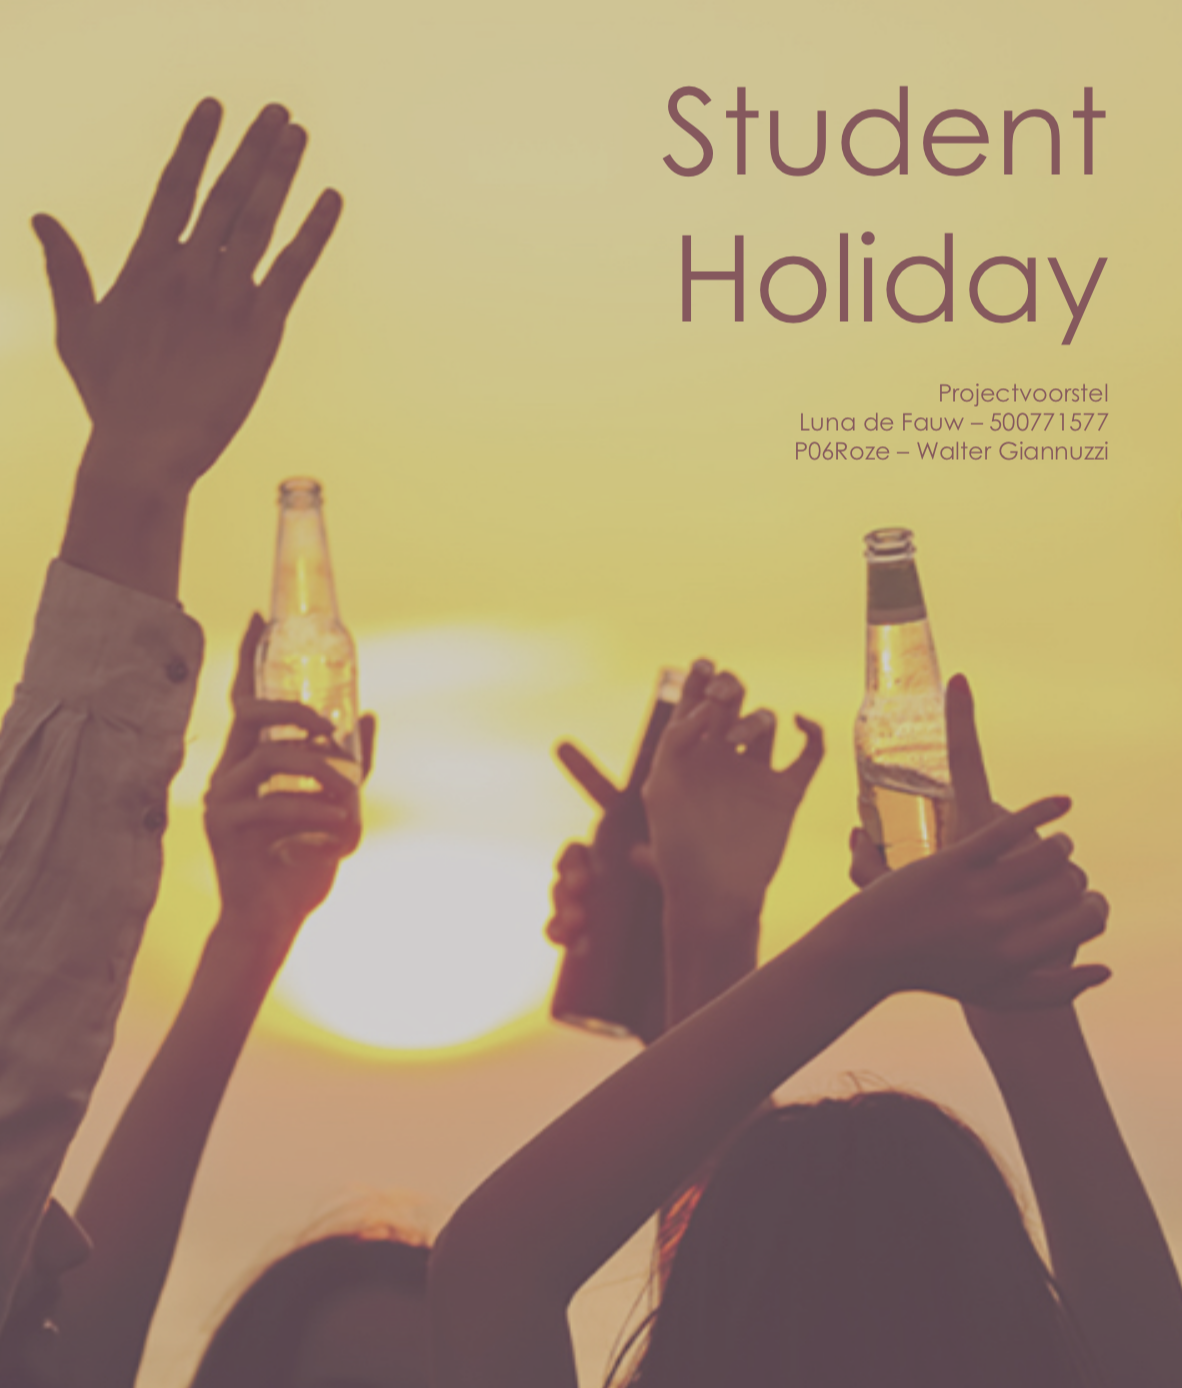 Student
Holiday
Projectvoorstel
Luna de Fauw – 500771577
P06Roze – Walter Giannuzzi